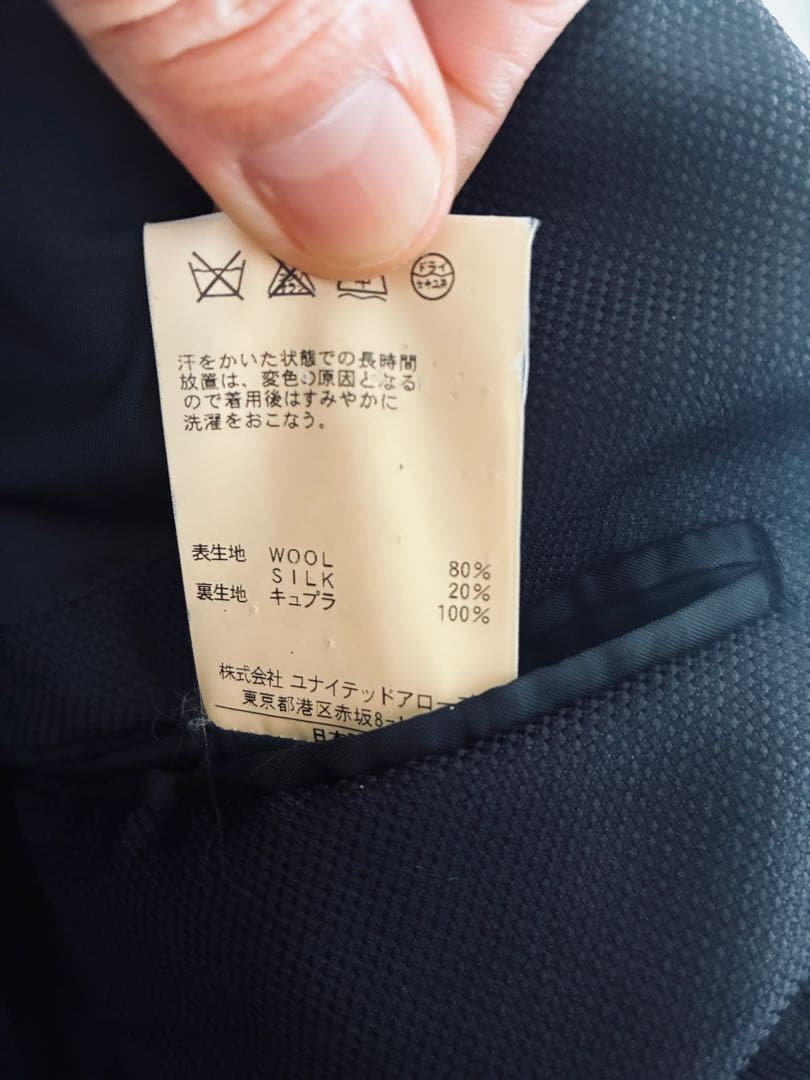 ドライ
セキユ系
汗をかいた状態での長時間
放置は、変色の原因となる
ので着用後はすみやかに
洗濯をおこなう。
表生地 WOOL 80%
SILK 20%
裏生地 キュプラ 100%
株式会社 ユナイテッドアロー
東京都港区赤坂8-1
日本